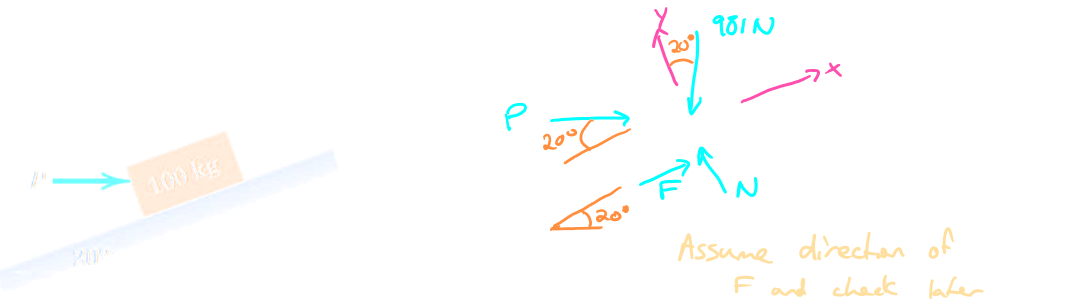 y
20°
981N
x
P
20°
100 kg
F
N
20°
20°
Assume direction of
F and check later